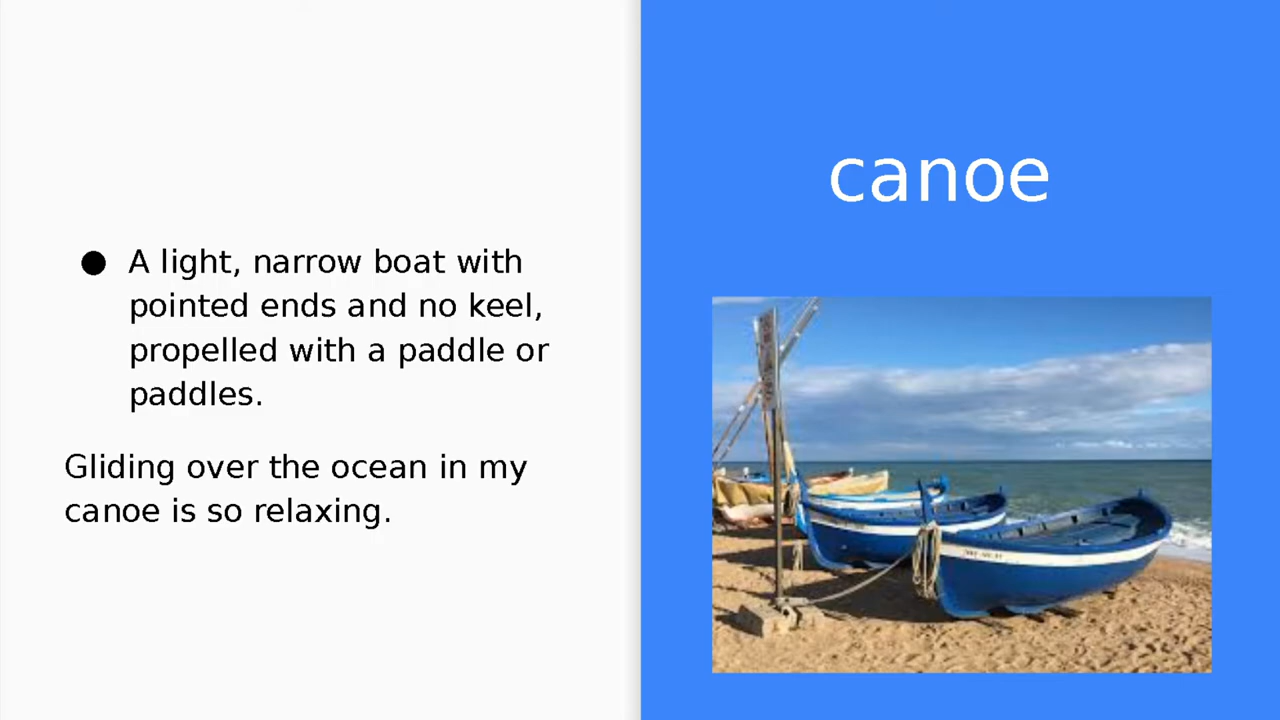 canoe
● A light, narrow boat with
pointed ends and no keel,
propelled with a paddle or
paddles.
Gliding over the ocean in my
canoe is so relaxing.